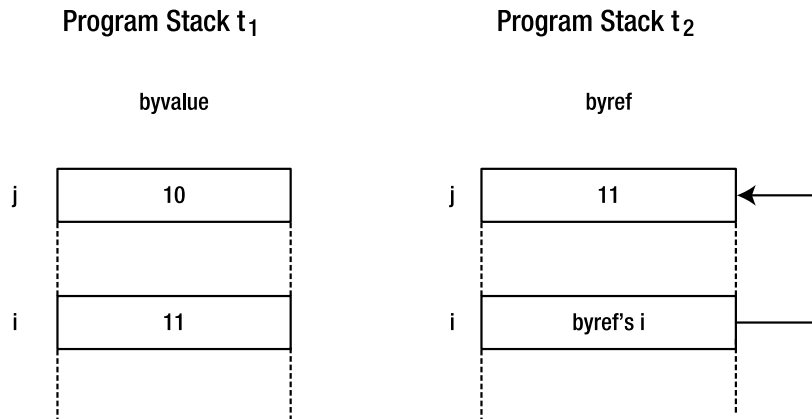 Program Stack t1
Program Stack t2
byvalue
byref
j
10
j
11
i
11
i
byref's i